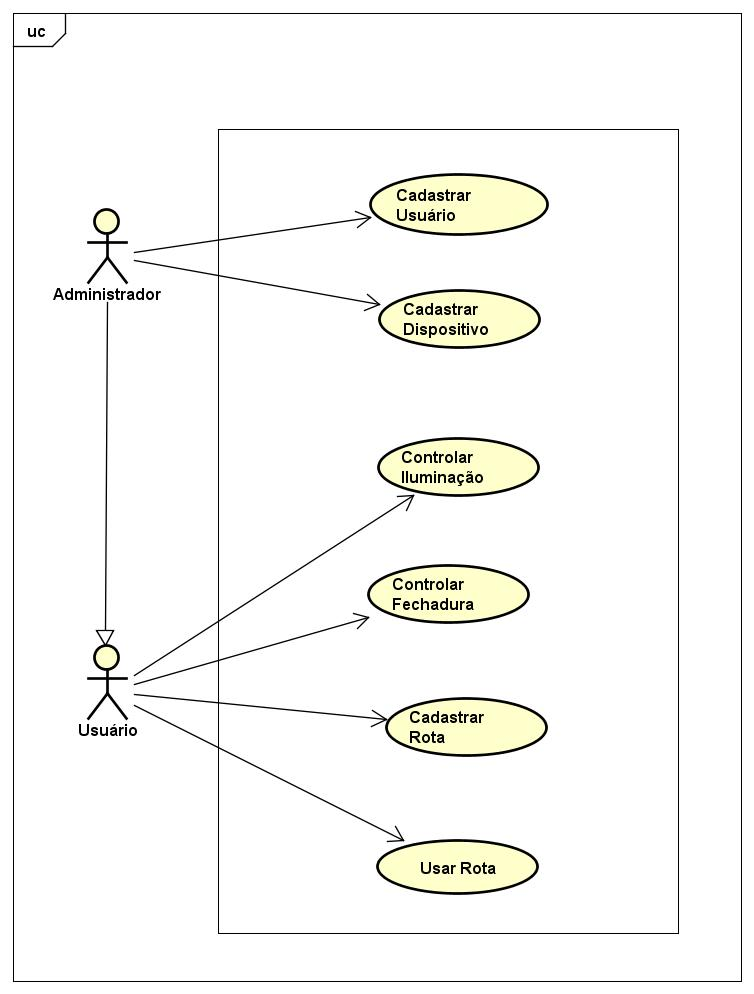 uc
Cadastrar
Usuário
Administrador
Cadastrar
Dispositivo
Controlar
Iluminação
Controlar
Fechadura
Usuário
Cadastrar
Rota
Usar Rota